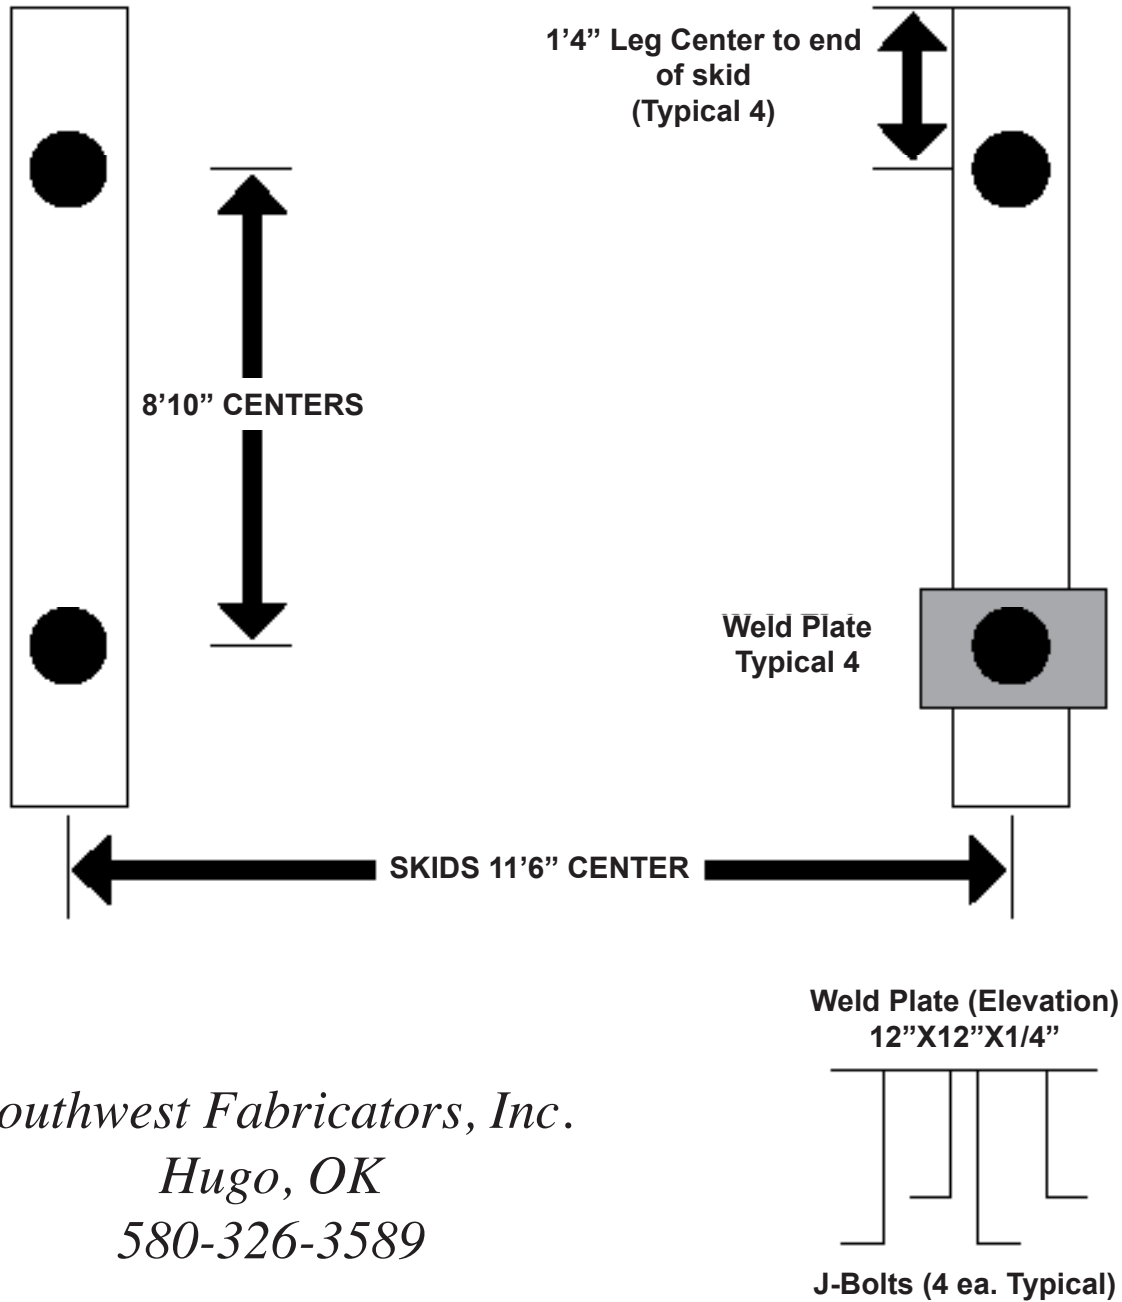 1’4” Leg Center to end
of skid
(Typical 4)
8’10” CENTERS
Weld Plate
Typical 4
SKIDS 11’6” CENTER
Weld Plate (Elevation)
12”X12”X1/4”
outhwest Fabricators, Inc.
Hugo, OK
580-326-3589
J-Bolts (4 ea. Typical)